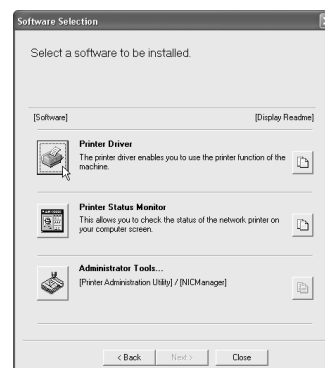 Software Selection
Select a software to be installed.
[Software] [Display Readme]
Printer Driver
The printer driver enables you to use the printer function of the
machine.
Printer Status Monitor
This allows you to check the status of the network printer on
your computer screen.
Administrator Tools...
[Printer Administration Utility] / [NICManager]
< Back Next > Close